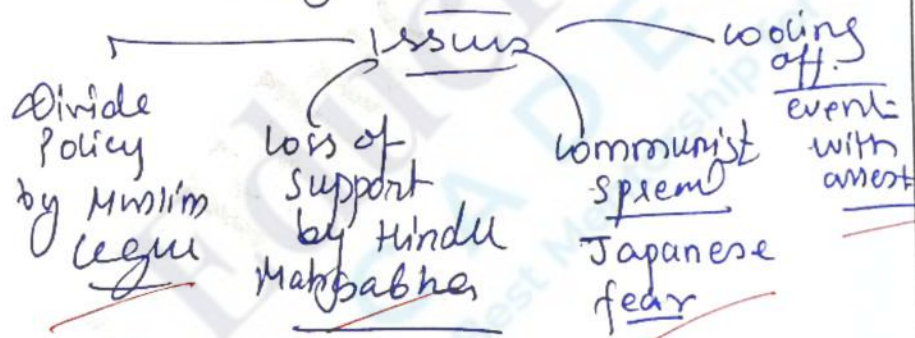 Issues
Divide
Policy
by Muslim
Legue
Loss of
support
by Hindu
Mahasabha
Communist
Japanese
fear
Cooling
off
event
with
arrest